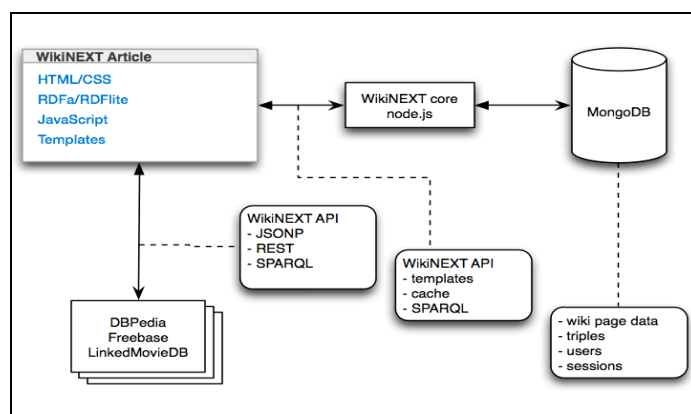 WikiNEXT Article
HTML/CSS
RDFa/RDFlite
JavaScript
Templates
WikiNEXT core
node.js
MongoDB
WikiNEXT API
- JSONP
- REST
- SPARQL
WikiNEXT API
- templates
- cache
- SPARQL
DBPedia
Freebase
LinkedMovieDB
- wiki page data
- triples
- users
- sessions